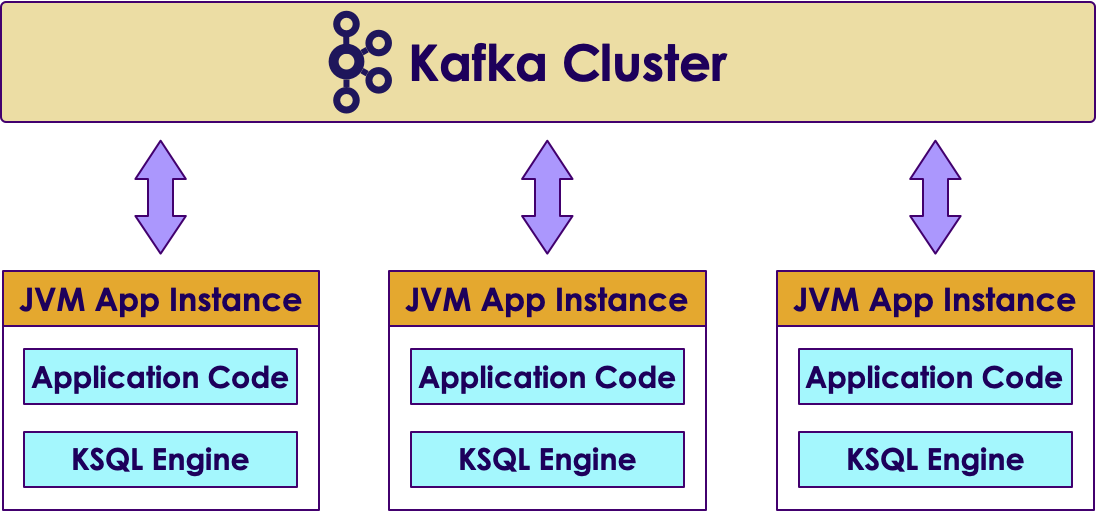 Kafka Cluster
JVM App Instance
Application Code
KSQL Engine
JVM App Instance
Application Code
KSQL Engine
JVM App Instance
Application Code
KSQL Engine